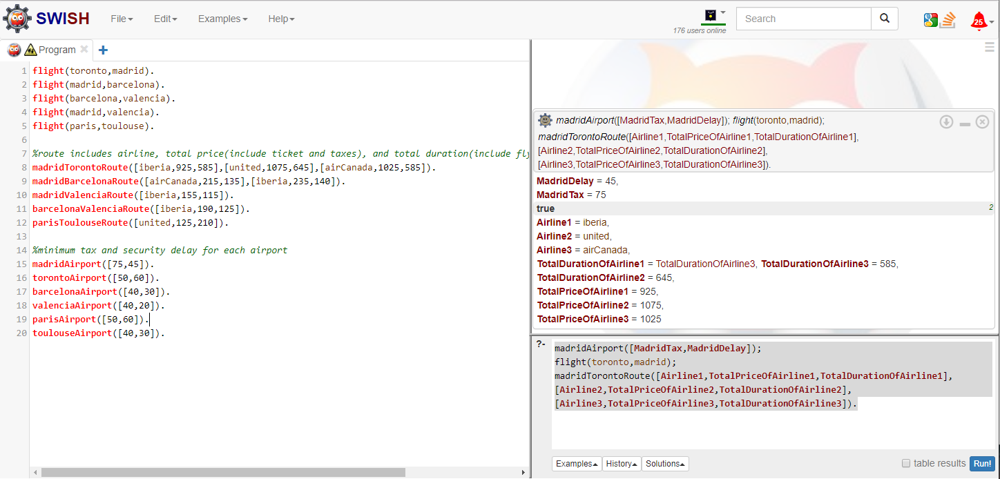 SWISH File Edit Examples Help 176 users online Search 25
Program
1 flight(toronto,madrid).
2 flight(madrid,barcelona).
3 flight(barcelona,valencia).
4 flight(madrid,valencia).
5 flight(paris,toulouse).
6
7 %route includes airline, total price(include ticket and taxes), and total duration(include fly
8 madridTorontoRoute([iberia,925,585],[united,1075,645],[airCanada,1025,585]).
9 madridBarcelonaRoute([airCanada,215,135],[iberia,235,140]).
10 madridValenciaRoute([iberia,155,115]).
11 barcelonaValenciaRoute([iberia,190,125]).
12 parisToulouseRoute([united,125,210]).
13
14 %minimum tax and security delay for each airport
15 madridAirport([75,45]).
16 torontoAirport([50,60]).
17 barcelonaAirport([40,30]).
18 valenciaAirport([40,20]).
19 parisAirport([50,60]).
20 toulouseAirport([40,30]).
madridAirport([MadridTax,MadridDelay]); flight(toronto,madrid);
madridTorontoRoute([Airline1,TotalPriceOfAirline1,TotalDurationOfAirline1],
[Airline2,TotalPriceOfAirline2,TotalDurationOfAirline2],
[Airline3,TotalPriceOfAirline3,TotalDurationOfAirline3]).
MadridDelay = 45,
MadridTax = 75
true 2
Airline1 = iberia,
Airline2 = united,
Airline3 = airCanada,
TotalDurationOfAirline1 = TotalDurationOfAirline3, TotalDurationOfAirline3 = 585,
TotalDurationOfAirline2 = 645,
TotalPriceOfAirline1 = 925,
TotalPriceOfAirline2 = 1075,
TotalPriceOfAirline3 = 1025
?- madridAirport([MadridTax,MadridDelay]);
flight(toronto,madrid);
madridTorontoRoute([Airline1,TotalPriceOfAirline1,TotalDurationOfAirline1],
[Airline2,TotalPriceOfAirline2,TotalDurationOfAirline2],
[Airline3,TotalPriceOfAirline3,TotalDurationOfAirline3]).
Examples History Solutions table results Run!